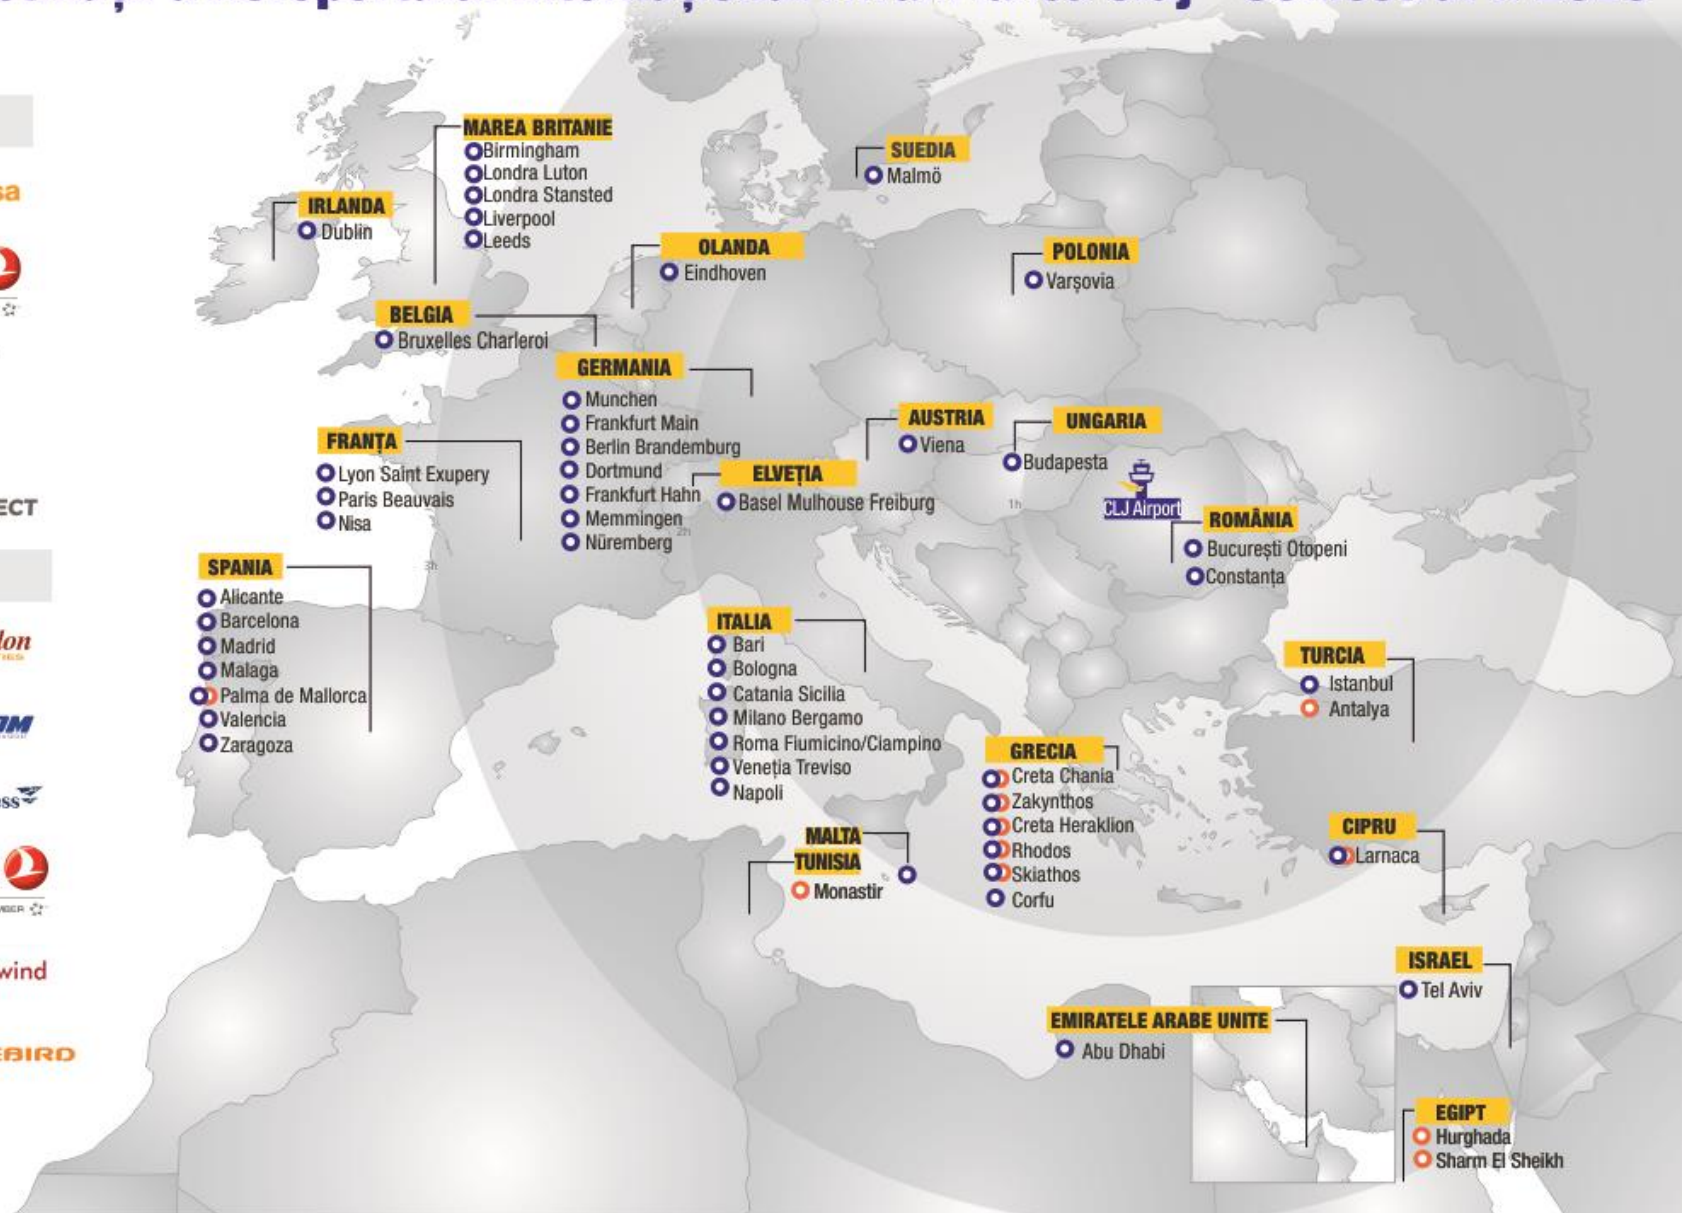 MAREA BRITANIE
Birmingham
Londra Luton
Londra Stansted
Liverpool
Leeds
SUEDIA
Malmö
IRLANDA
Dublin
OLANDA
Eindhoven
POLONIA
Varșovia
BELGIA
Bruxelles Charleroi
GERMANIA
Munchen
Frankfurt Main
Berlin Brandemburg
Dortmund
Frankfurt Hahn
Memmingen
Nüremberg
AUSTRIA
Viena
UNGARIA
Budapesta
FRANȚA
Lyon Saint Exupery
Paris Beauvais
Nisa
ELVEȚIA
Basel Mulhouse Freiburg
1h
2h
3h
CLJ Airport
ROMÂNIA
București Otopeni
Constanța
SPANIA
Alicante
Barcelona
Madrid
Malaga
Palma de Mallorca
Valencia
Zaragoza
ITALIA
Bari
Bologna
Catania Sicilia
Milano Bergamo
Roma Fiumicino/Ciampino
Veneția Treviso
Napoli
TURCIA
Istanbul
Antalya
GRECIA
Creta Chania
Zakynthos
Creta Heraklion
Rhodos
Skiathos
Corfu
MALTA
TUNISIA
Monastir
CIPRU
Larnaca
ISRAEL
Tel Aviv
EMIRATELE ARABE UNITE
Abu Dhabi
EGIPT
Hurghada
Sharm El Sheikh
sa
ECT
wind
EBIRD